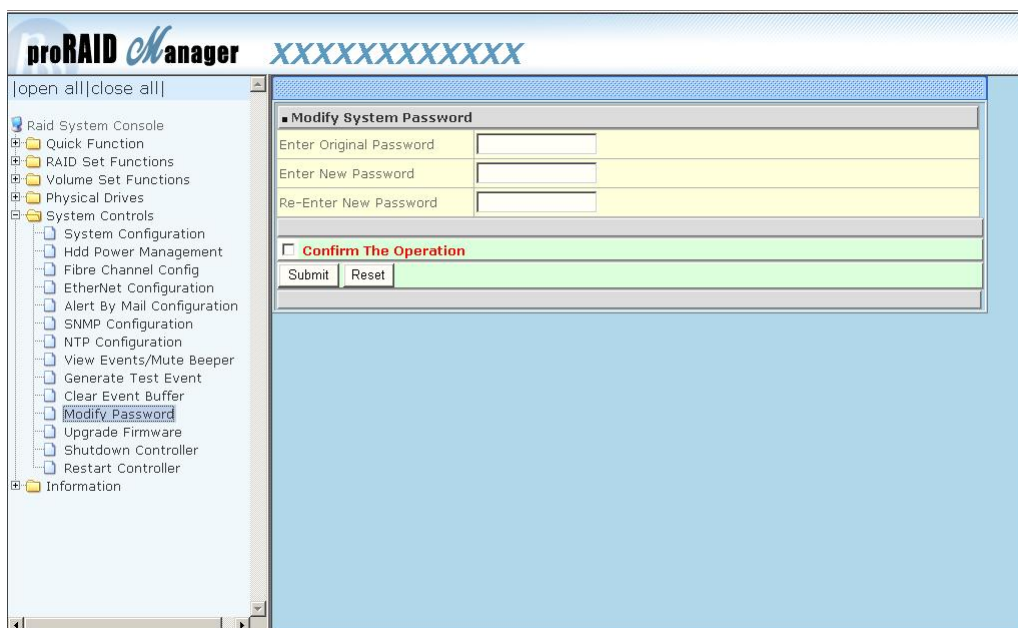 proRAID Manager XXXXXXXXXXXX
|open all|close all|
Raid System Console
Quick Function
RAID Set Functions
Volume Set Functions
Physical Drives
System Controls
System Configuration
Hdd Power Management
Fibre Channel Config
EtherNet Configuration
Alert By Mail Configuration
SNMP Configuration
NTP Configuration
View Events/Mute Beeper
Generate Test Event
Clear Event Buffer
Modify Password
Upgrade Firmware
Shutdown Controller
Restart Controller
Information
Modify System Password
Enter Original Password
Enter New Password
Re-Enter New Password
Confirm The Operation
Submit Reset